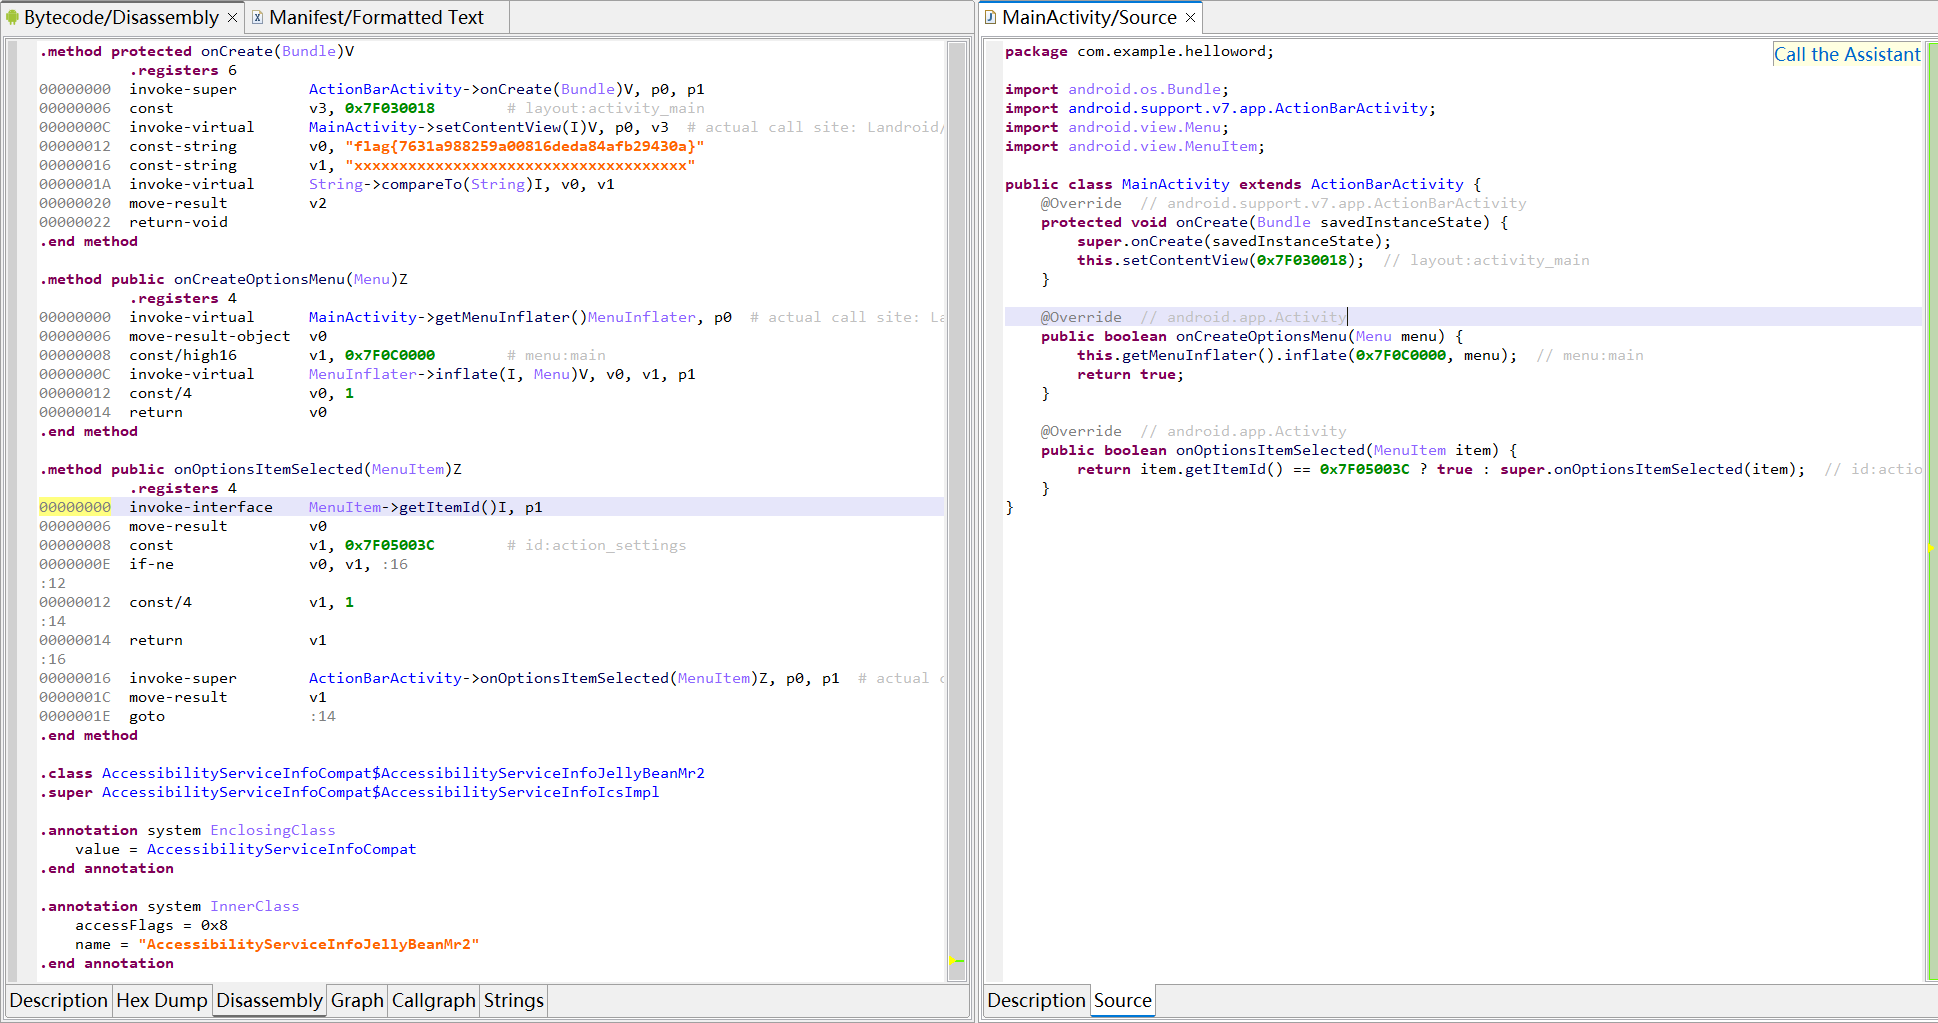 Bytecode/Disassembly
Manifest/Formatted Text
.method protected onCreate(Bundle)V
.registers 6
00000000 invoke-super ActionBarActivity->onCreate(Bundle)V, p0, p1
00000006 const v3, 0x7F030018 # layout:activity_main
0000000C invoke-virtual MainActivity->setContentView(I)V, p0, v3 # actual call site: Landroid/
00000012 const-string v0, "flag{7631a988259a00816deda84afb29430a}"
00000016 const-string v1, "xxxxxxxxxxxxxxxxxxxxxxxxxxxxxxxxxxxxx"
0000001A invoke-virtual String->compareTo(String)I, v0, v1
00000020 move-result v2
00000022 return-void
.end method
.method public onCreateOptionsMenu(Menu)Z
.registers 4
00000000 invoke-virtual MainActivity->getMenuInflater()MenuInflater, p0 # actual call site: La
00000006 move-result-object v0
00000008 const/high16 v1, 0x7F0C0000 # menu:main
0000000C invoke-virtual MenuInflater->inflate(I, Menu)V, v0, v1, p1
00000012 const/4 v0, 1
00000014 return v0
.end method
.method public onOptionsItemSelected(MenuItem)Z
.registers 4
00000000 invoke-interface MenuItem->getItemId()I, p1
00000006 move-result v0
00000008 const v1, 0x7F05003C # id:action_settings
0000000E if-ne v0, v1, :16
:12
00000012 const/4 v1, 1
:14
00000014 return v1
:16
00000016 invoke-super ActionBarActivity->onOptionsItemSelected(MenuItem)Z, p0, p1 # actual c
0000001C move-result v1
0000001E goto :14
.end method
.class AccessibilityServiceInfoCompat$AccessibilityServiceInfoJellyBeanMr2
.super AccessibilityServiceInfoCompat$AccessibilityServiceInfoIcsImpl
.annotation system EnclosingClass
value = AccessibilityServiceInfoCompat
.end annotation
.annotation system InnerClass
accessFlags = 0x8
name = "AccessibilityServiceInfoJellyBeanMr2"
.end annotation
Description Hex Dump Disassembly Graph Callgraph Strings
MainActivity/Source
Call the Assistant
package com.example.helloword;
import android.os.Bundle;
import android.support.v7.app.ActionBarActivity;
import android.view.Menu;
import android.view.MenuItem;
public class MainActivity extends ActionBarActivity {
@Override // android.support.v7.app.ActionBarActivity
protected void onCreate(Bundle savedInstanceState) {
super.onCreate(savedInstanceState);
this.setContentView(0x7F030018); // layout:activity_main
}
@Override // android.app.Activity
public boolean onCreateOptionsMenu(Menu menu) {
this.getMenuInflater().inflate(0x7F0C0000, menu); // menu:main
return true;
}
@Override // android.app.Activity
public boolean onOptionsItemSelected(MenuItem item) {
return item.getItemId() == 0x7F05003C ? true : super.onOptionsItemSelected(item); // id:actio
}
}
Description Source